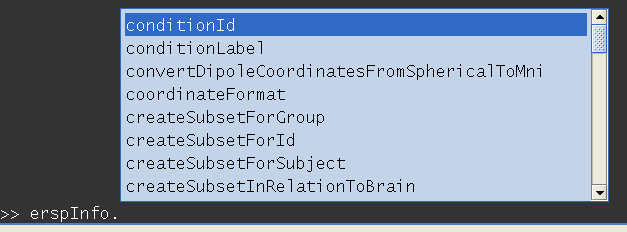 conditionId
conditionLabel
convertDipoleCoordinatesFromSphericalToMni
coordinateFormat
createSubsetForGroup
createSubsetForId
createSubsetForSubject
createSubsetInRelationToBrain
>> erspInfo.